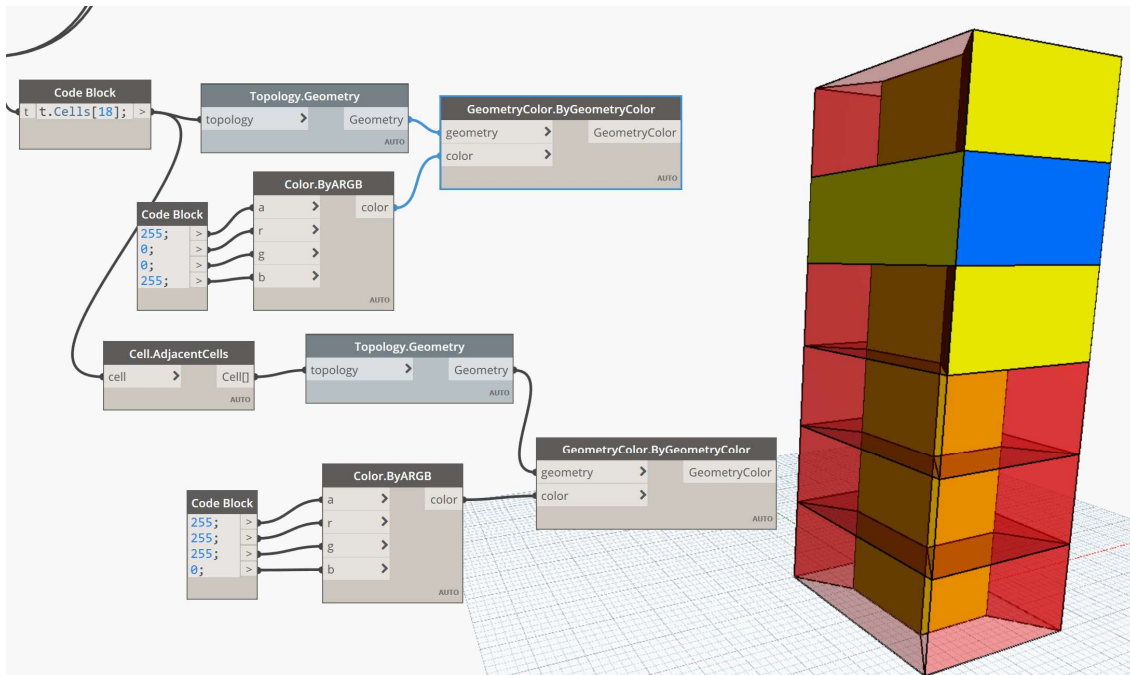 Code Block
t t.Cells[18]; >
Topology.Geometry
topology > Geometry
AUTO
GeometryColor.ByGeometryColor
geometry > GeometryColor
color >
AUTO
Color.ByARGB
a > color
r >
g >
b >
AUTO
Code Block
255; >
0; >
0; >
255; >
Cell.AdjacentCells
cell > Cell[]
AUTO
Topology.Geometry
topology > Geometry
AUTO
GeometryColor.ByGeometryColor
geometry > GeometryColor
color >
AUTO
Color.ByARGB
a > color
r >
g >
b >
AUTO
Code Block
255; >
255; >
255; >
0; >